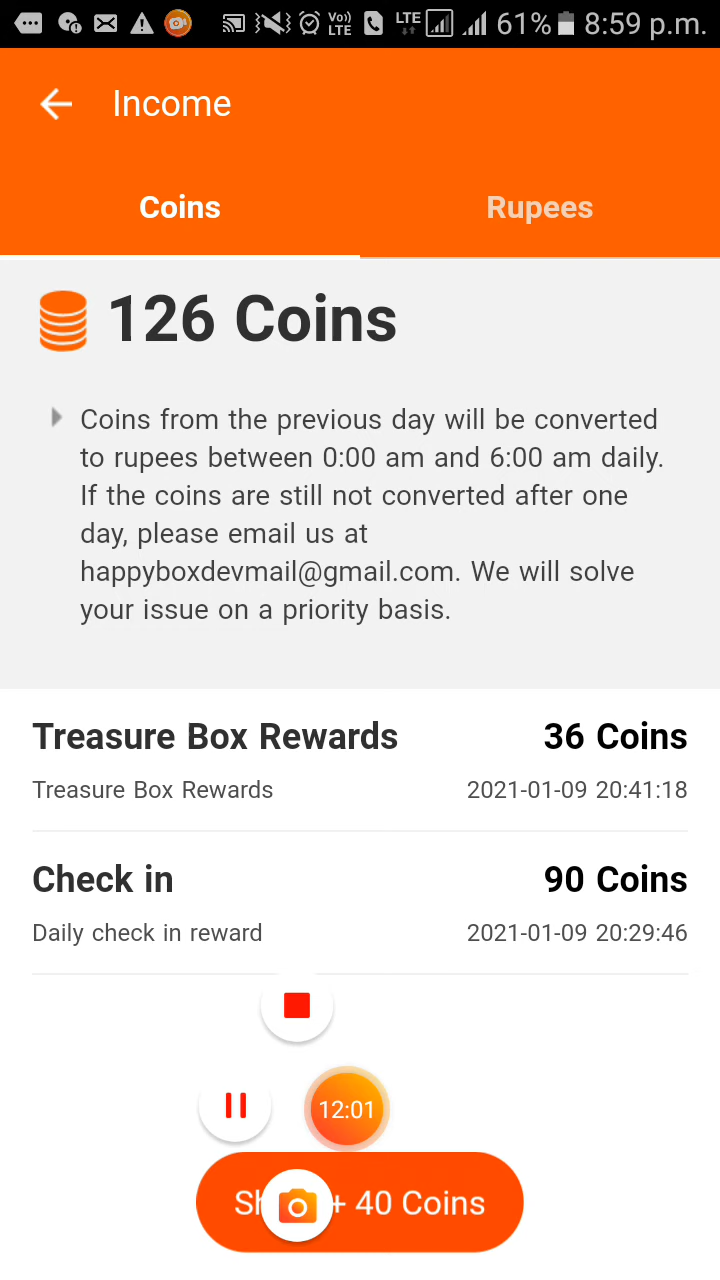 61% 8:59 p.m.
Vo))
LTE
LTE
Income
Coins
Rupees
126 Coins
Coins from the previous day will be converted
to rupees between 0:00 am and 6:00 am daily.
If the coins are still not converted after one
day, please email us at
happyboxdevmail@gmail.com. We will solve
your issue on a priority basis.
Treasure Box Rewards
36 Coins
Treasure Box Rewards
2021-01-09 20:41:18
Check in
90 Coins
Daily check in reward
2021-01-09 20:29:46
12:01
+ 40 Coins